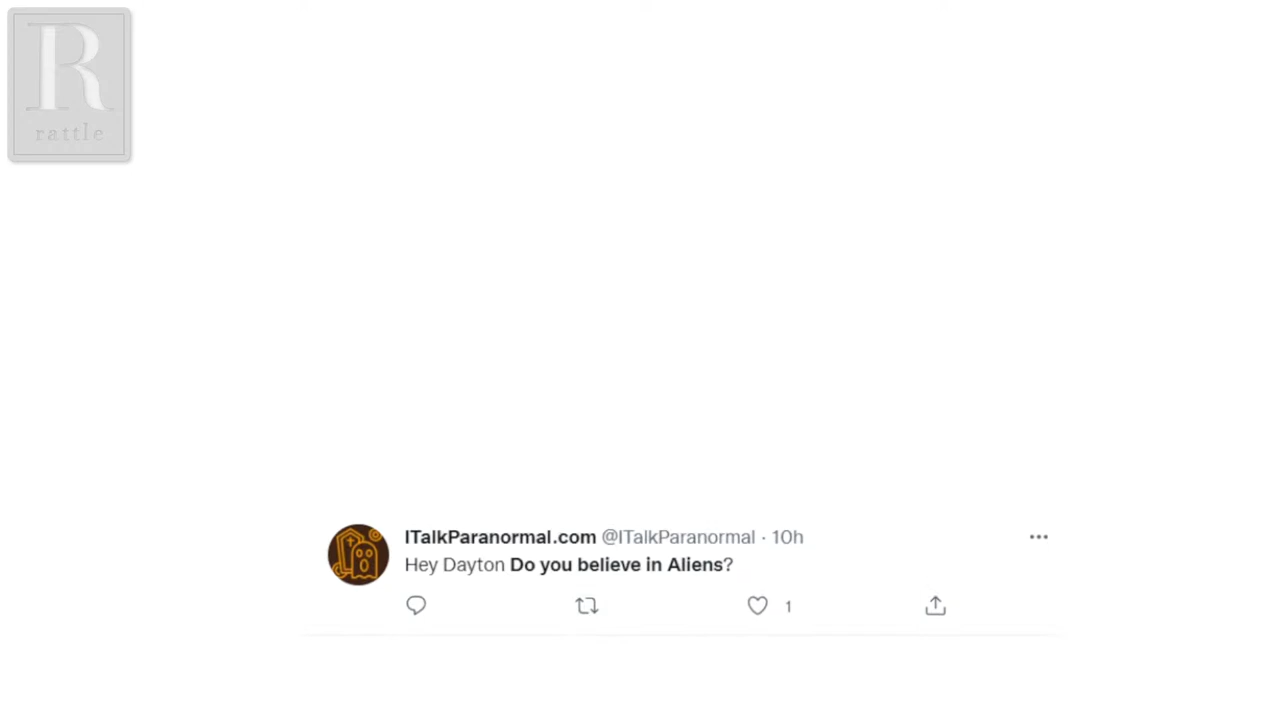 R
rattle
ITalkParanormal.com @ITalkParanormal · 10h
Hey Dayton Do you believe in Aliens?
1